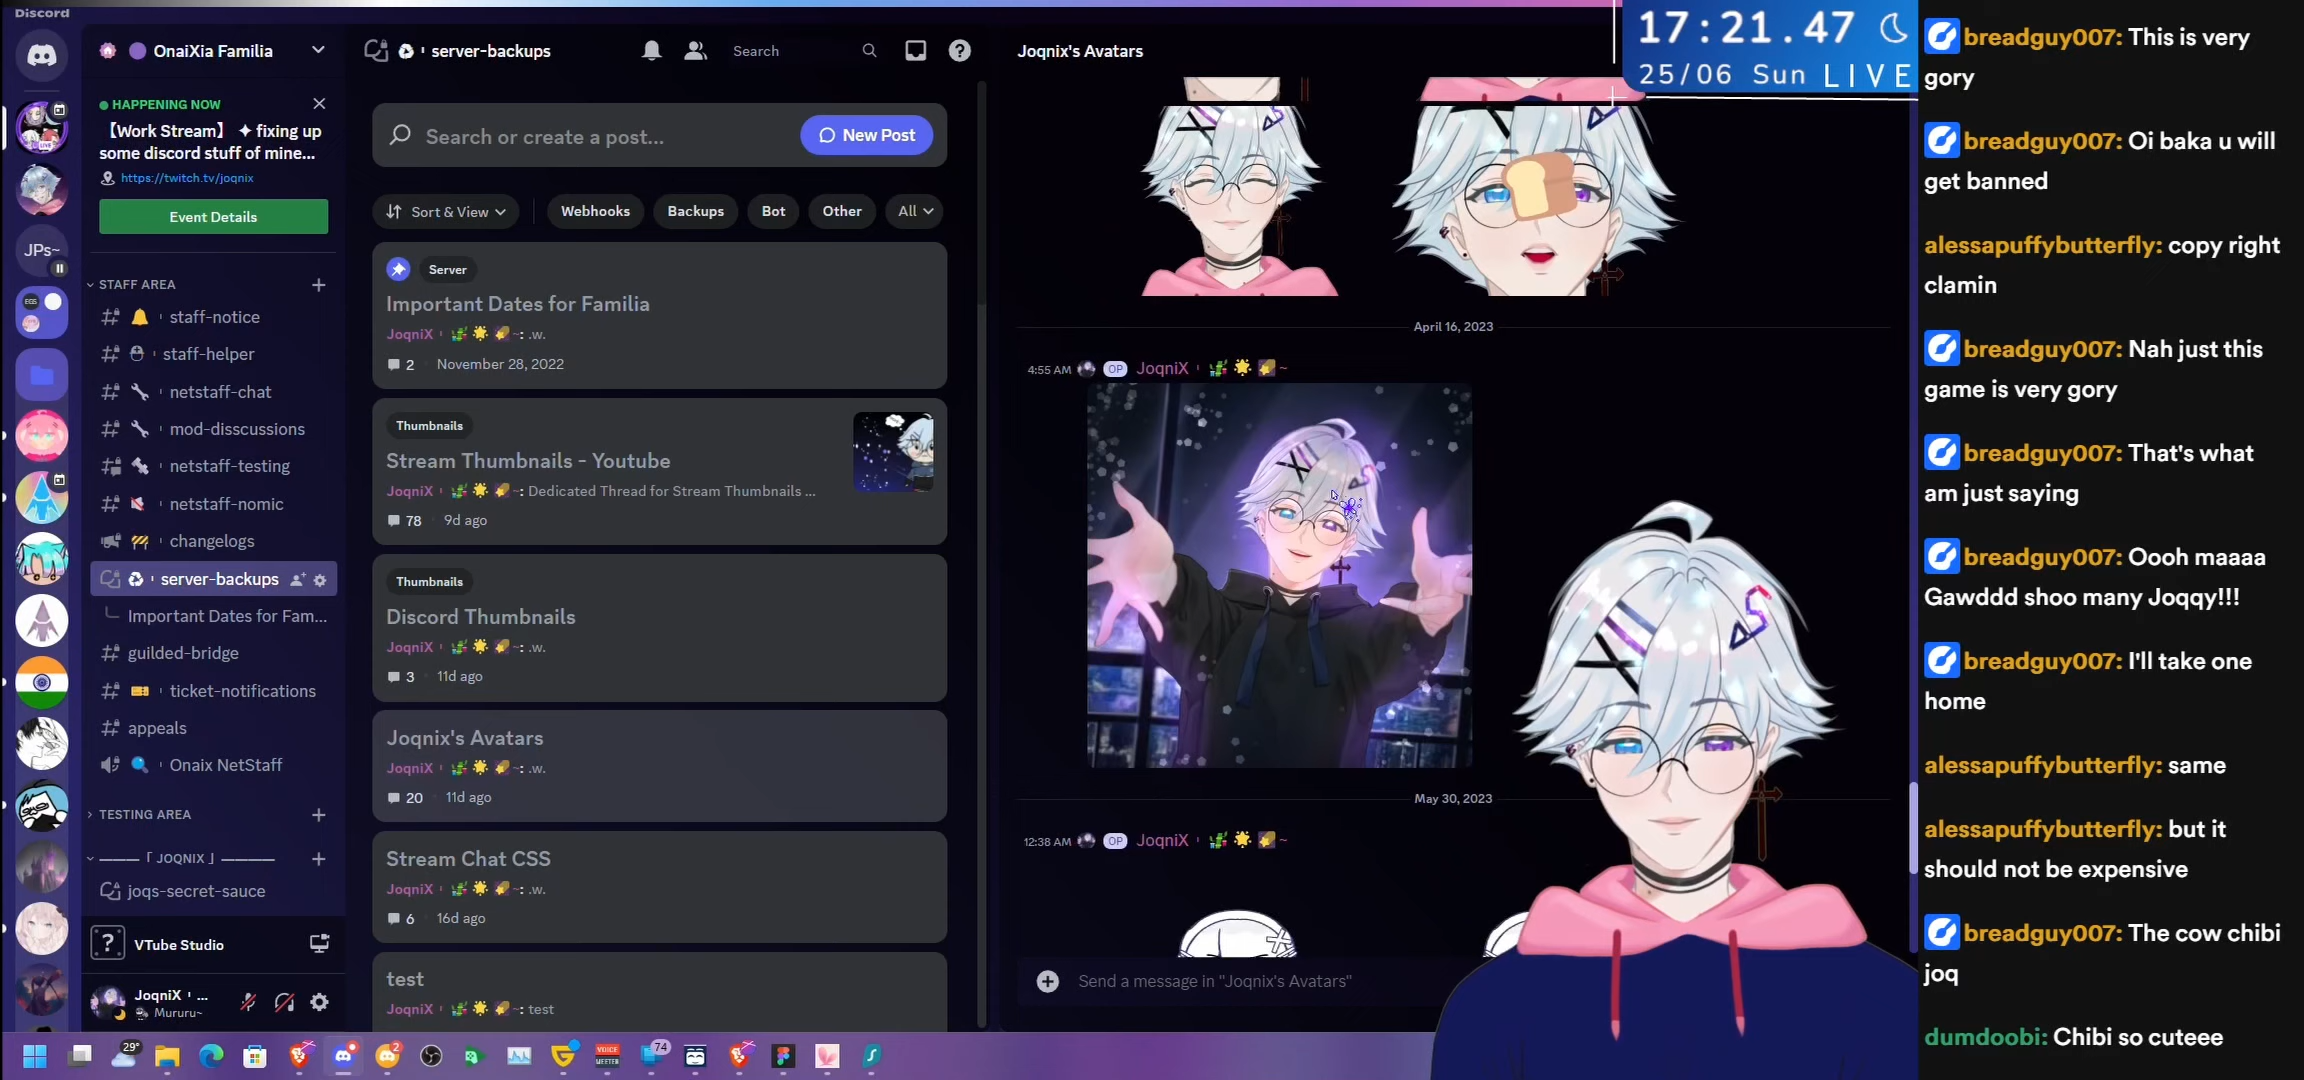 Discord
OnaiXia Familia
HAPPENING NOW
【Work Stream】 ✦ fixing up
some discord stuff of mine...
https://twitch.tv/joqnix
Event Details
JPs~
EGS
STAFF AREA
staff-notice
staff-helper
netstaff-chat
mod-disscussions
netstaff-testing
netstaff-nomic
changelogs
server-backups
Important Dates for Fam...
guilded-bridge
ticket-notifications
appeals
Onaix NetStaff
TESTING AREA
——— 「 JOQNIX 」 ————
joqs-secret-sauce
VTube Studio
JoqniX ╵ ...
Mururu~
server-backups
Search
Search or create a post...
New Post
Sort & View
Webhooks
Backups
Bot
Other
All
Server
Important Dates for Familia
JoqniX ╵ ~: .w.
2 November 28, 2022
Thumbnails
Stream Thumbnails - Youtube
JoqniX ╵ ~: Dedicated Thread for Stream Thumbnails ...
78 9d ago
Thumbnails
Discord Thumbnails
JoqniX ╵ ~: .w.
3 11d ago
Joqnix's Avatars
JoqniX ╵ ~: .w.
20 11d ago
Stream Chat CSS
JoqniX ╵ ~: .w.
6 16d ago
test
JoqniX ╵ ~: test
Joqnix's Avatars
April 16, 2023
4:55 AM OP JoqniX ╵ ~
May 30, 2023
12:38 AM OP JoqniX ╵ ~
Send a message in "Joqnix's Avatars"
17:21.47
25/06 Sun LIVE
breadguy007: This is very
gory
breadguy007: Oi baka u will
get banned
alessapuffybutterfly: copy right
clamin
breadguy007: Nah just this
game is very gory
breadguy007: That's what
am just saying
breadguy007: Oooh maaaa
Gawddd shoo many Joqqy!!!
breadguy007: I'll take one
home
alessapuffybutterfly: same
alessapuffybutterfly: but it
should not be expensive
breadguy007: The cow chibi
joq
dumdoobi: Chibi so cuteee
29°
2
VOICE
MEETER
74